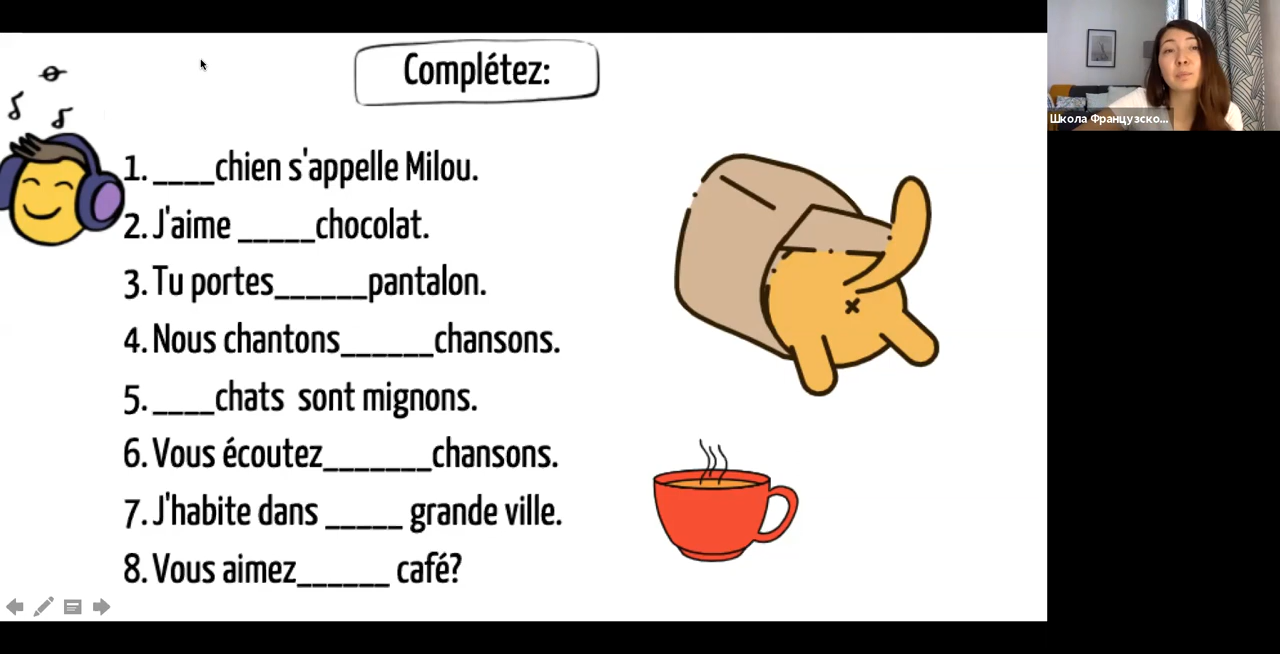 Complétez:
1. ____chien s'appelle Milou.
2. J'aime _____chocolat.
3. Tu portes______pantalon.
4. Nous chantons______chansons.
5. ____chats sont mignons.
6. Vous écoutez_______chansons.
7. J'habite dans _____ grande ville.
8. Vous aimez______ café?
Школа Французско...